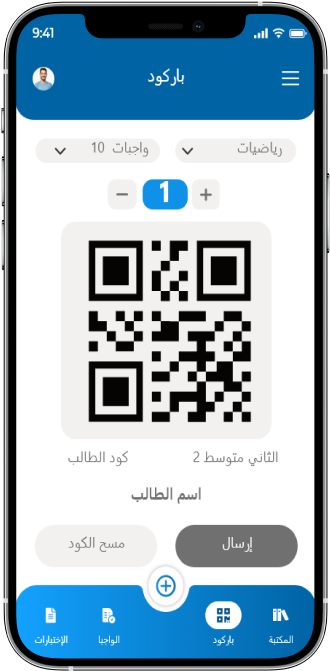 9:41
باركود
رياضيات
واجبات 10
+ 1 −
الثاني متوسط 2
كود الطالب
اسم الطالب
إرسال
مسح الكود
المكتبة
باركود
الواجبا
الإختبارات